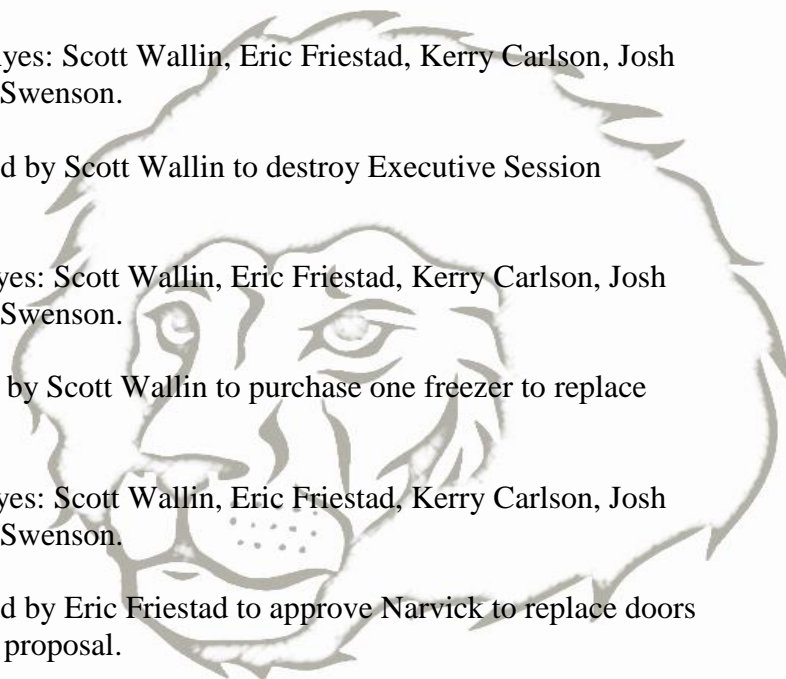 yes: Scott Wallin, Eric Friestad, Kerry Carlson, Josh
Swenson.
d by Scott Wallin to destroy Executive Session
yes: Scott Wallin, Eric Friestad, Kerry Carlson, Josh
Swenson.
by Scott Wallin to purchase one freezer to replace
yes: Scott Wallin, Eric Friestad, Kerry Carlson, Josh
Swenson.
d by Eric Friestad to approve Narvick to replace doors
proposal.